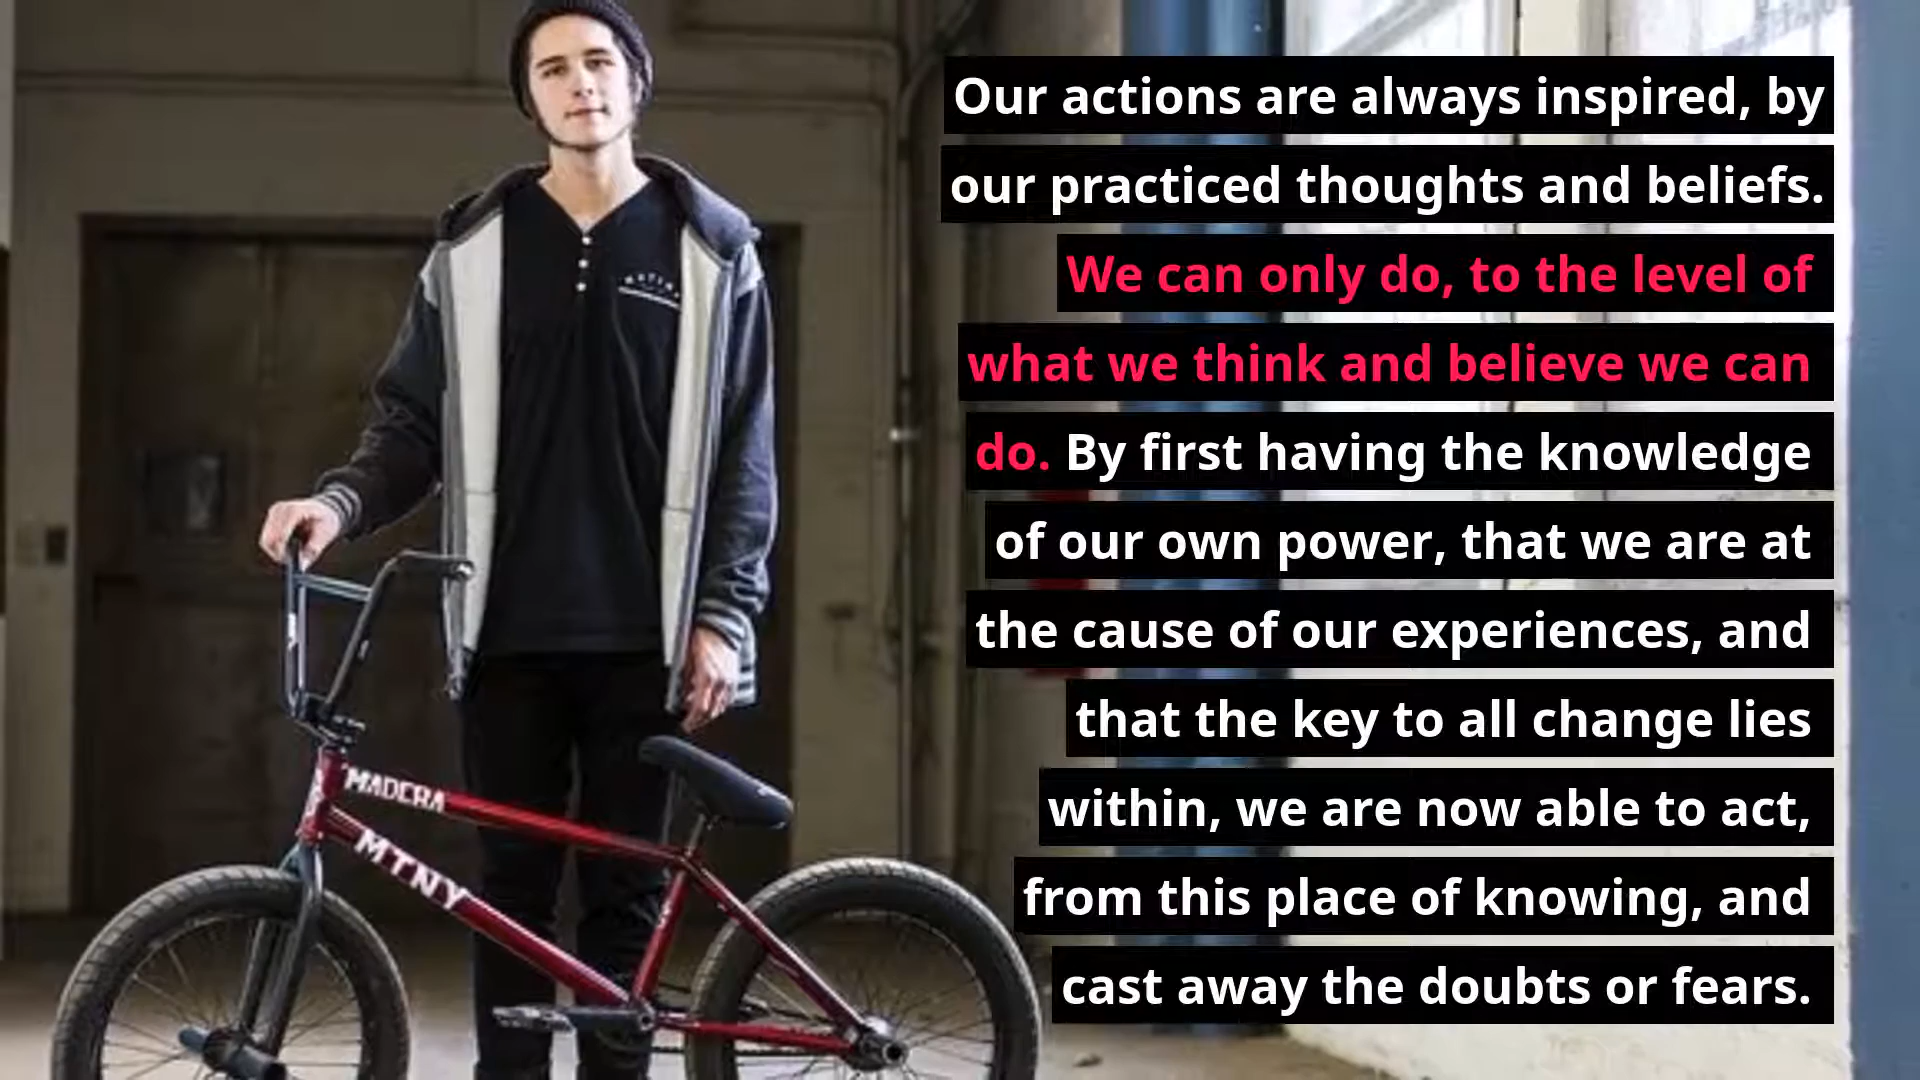 Our actions are always inspired, by
our practiced thoughts and beliefs.
We can only do, to the level of
what we think and believe we can
do. By first having the knowledge
of our own power, that we are at
the cause of our experiences, and
that the key to all change lies
within, we are now able to act,
from this place of knowing, and
cast away the doubts or fears.
MADERA
MTNY